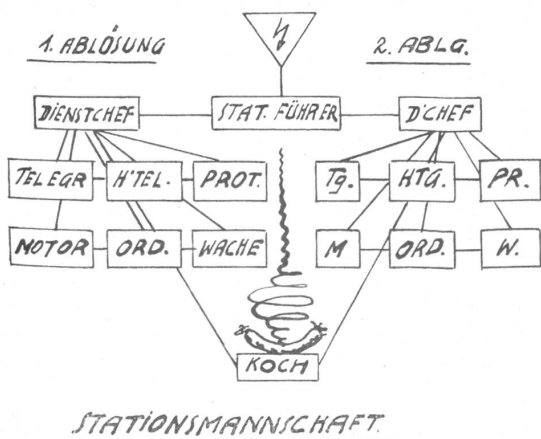 1. ABLÖSUNG
2. ABLG.
DIENSTCHEF
STAT. FÜHRER
D'CHEF
TELEGR
H'TEL.
PROT.
Tg.
HTG.
PR.
MOTOR
ORD.
WACHE
M
ORD.
W.
KOCH
STATIONSMANNSCHAFT.